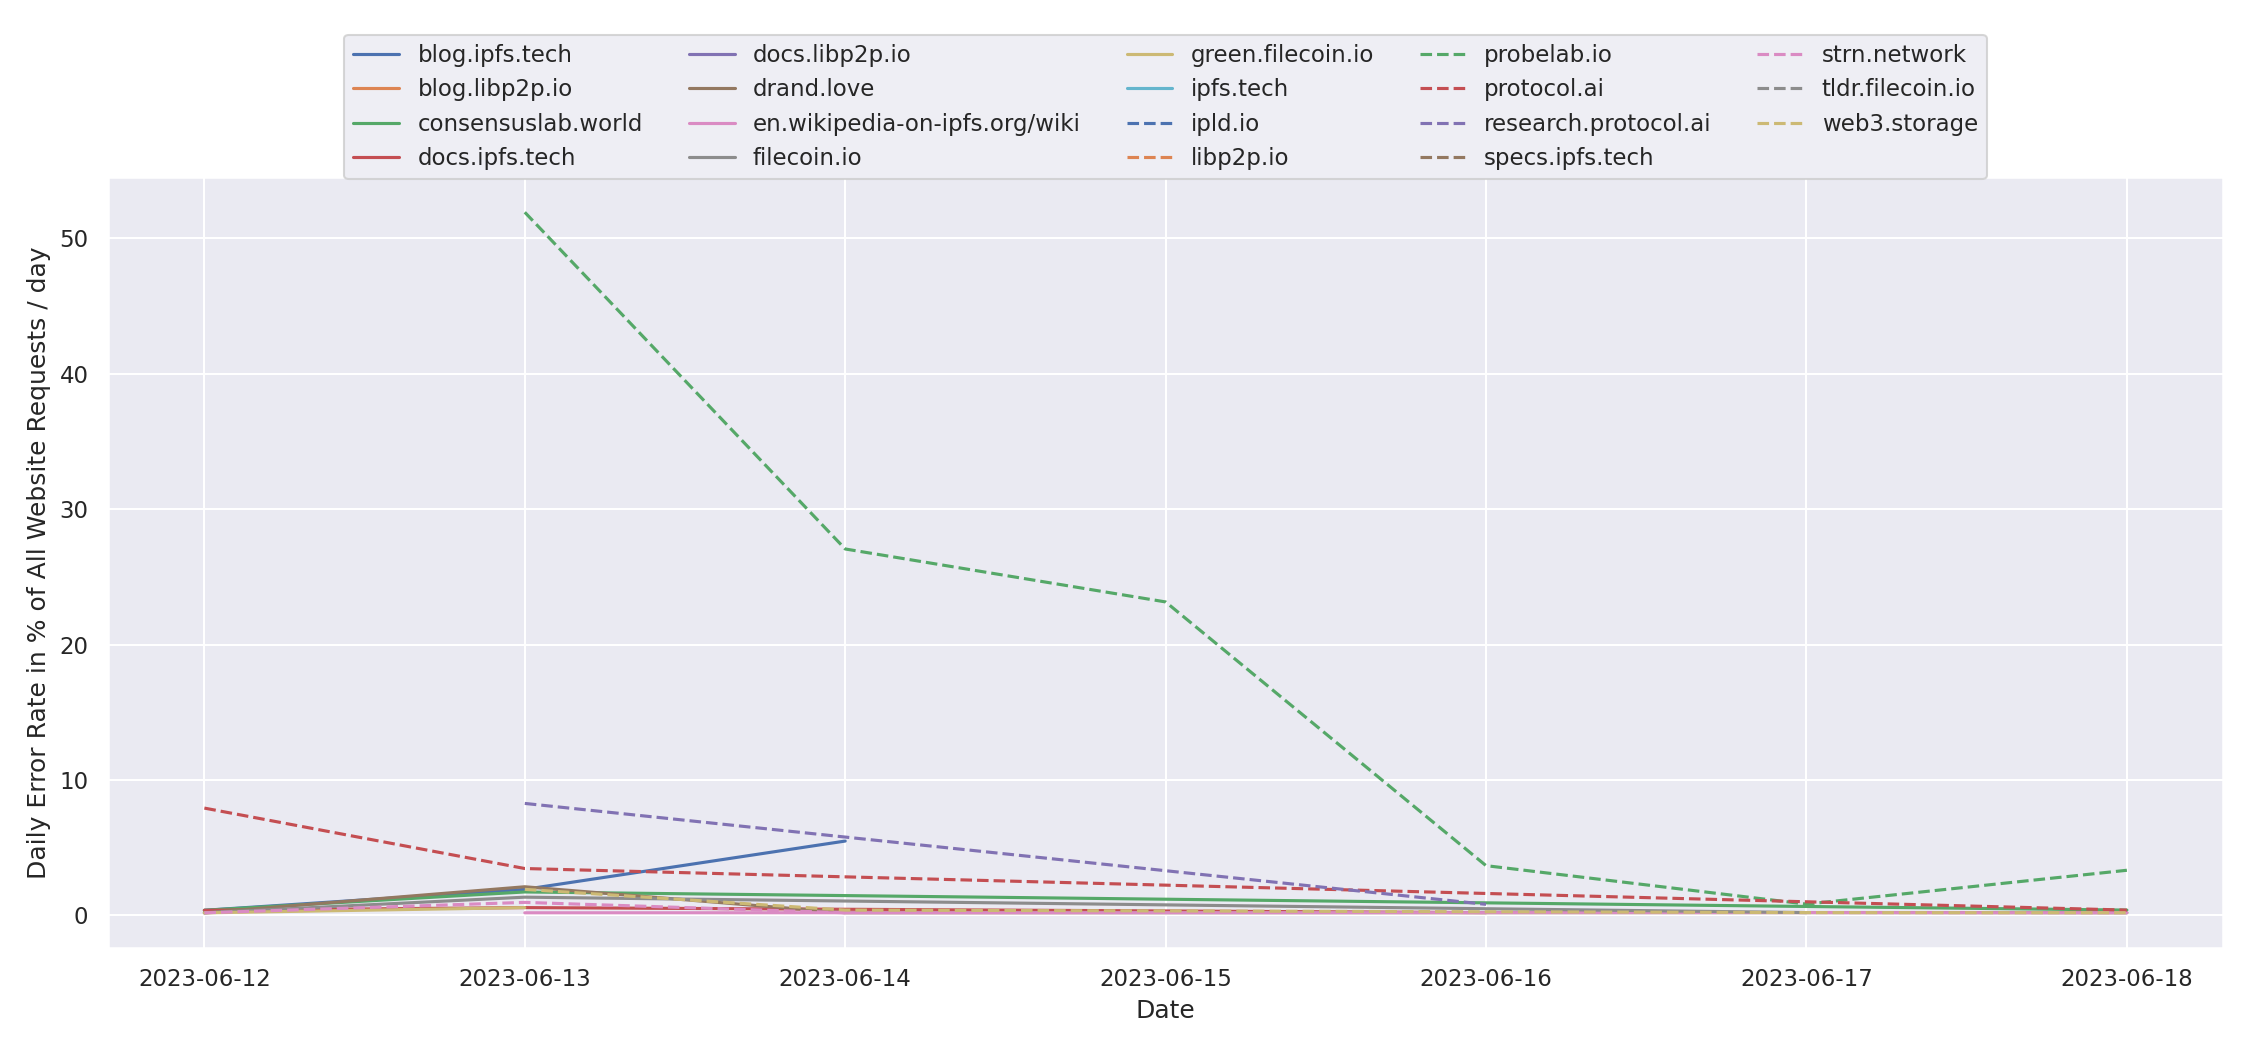 blog.ipfs.tech
blog.libp2p.io
consensuslab.world
docs.ipfs.tech
docs.libp2p.io
drand.love
en.wikipedia-on-ipfs.org/wiki
filecoin.io
green.filecoin.io
ipfs.tech
ipld.io
libp2p.io
probelab.io
protocol.ai
research.protocol.ai
specs.ipfs.tech
strn.network
tldr.filecoin.io
web3.storage
Daily Error Rate in % of All Website Requests / day
50
40
30
20
10
0
2023-06-12
2023-06-13
2023-06-14
2023-06-15
2023-06-16
2023-06-17
2023-06-18
Date